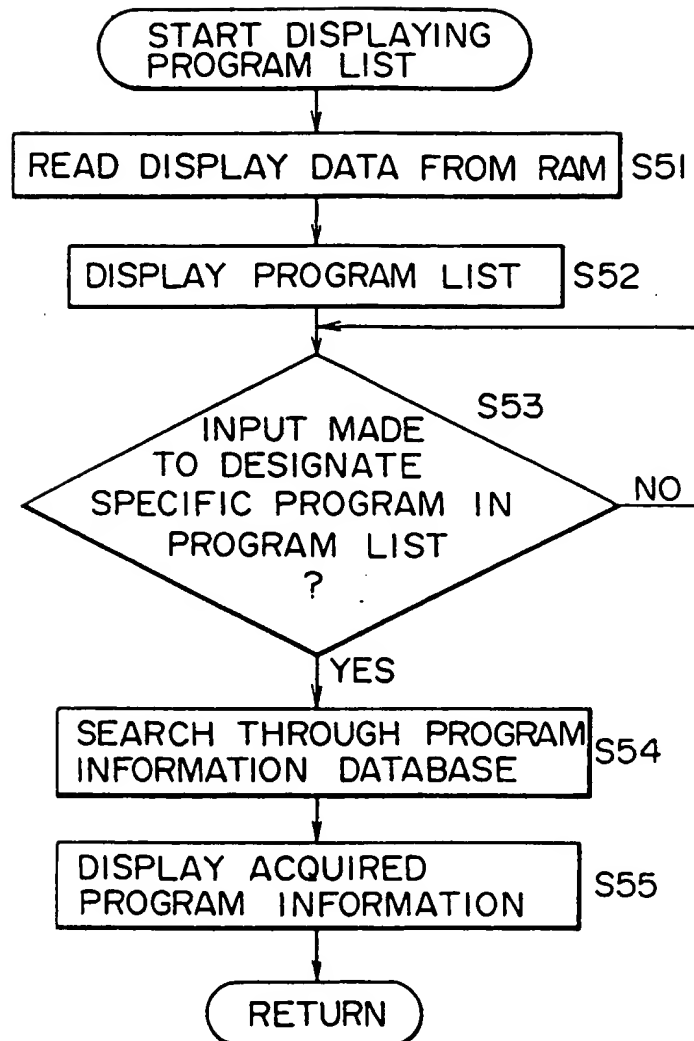 START DISPLAYING
PROGRAM LIST
READ DISPLAY DATA FROM RAM
S51
DISPLAY PROGRAM LIST
S52
S53
INPUT MADE
TO DESIGNATE
SPECIFIC PROGRAM IN
PROGRAM LIST
?
NO
YES
SEARCH THROUGH PROGRAM
INFORMATION DATABASE
S54
DISPLAY ACQUIRED
PROGRAM INFORMATION
S55
RETURN